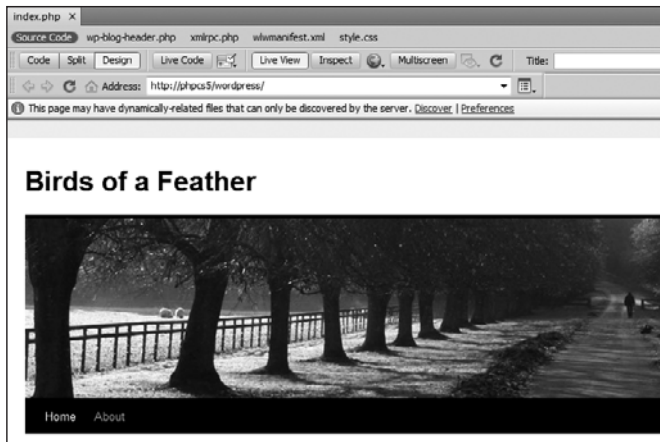 index.php ×
Source Code wp-blog-header.php xmlrpc.php wlwmanifest.xml style.css
Code Split Design Live Code Live View Inspect Multiscreen Title:
Address: http://phpcs5/wordpress/
This page may have dynamically-related files that can only be discovered by the server. Discover | Preferences
Birds of a Feather
Home About